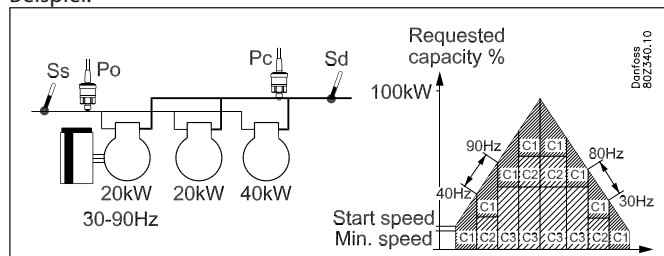 Beispiel:
Ss
Po
Pc
Sd
20kW
20kW
40kW
30-90Hz
Requested
capacity %
100kW
90Hz
80Hz
40Hz
30Hz
Start speed
Min. speed
C1 C1
C1 C2 C2 C1
C1 C1
C1 C2 C3 C3 C3 C3 C2 C1
Danfoss
80Z340.10